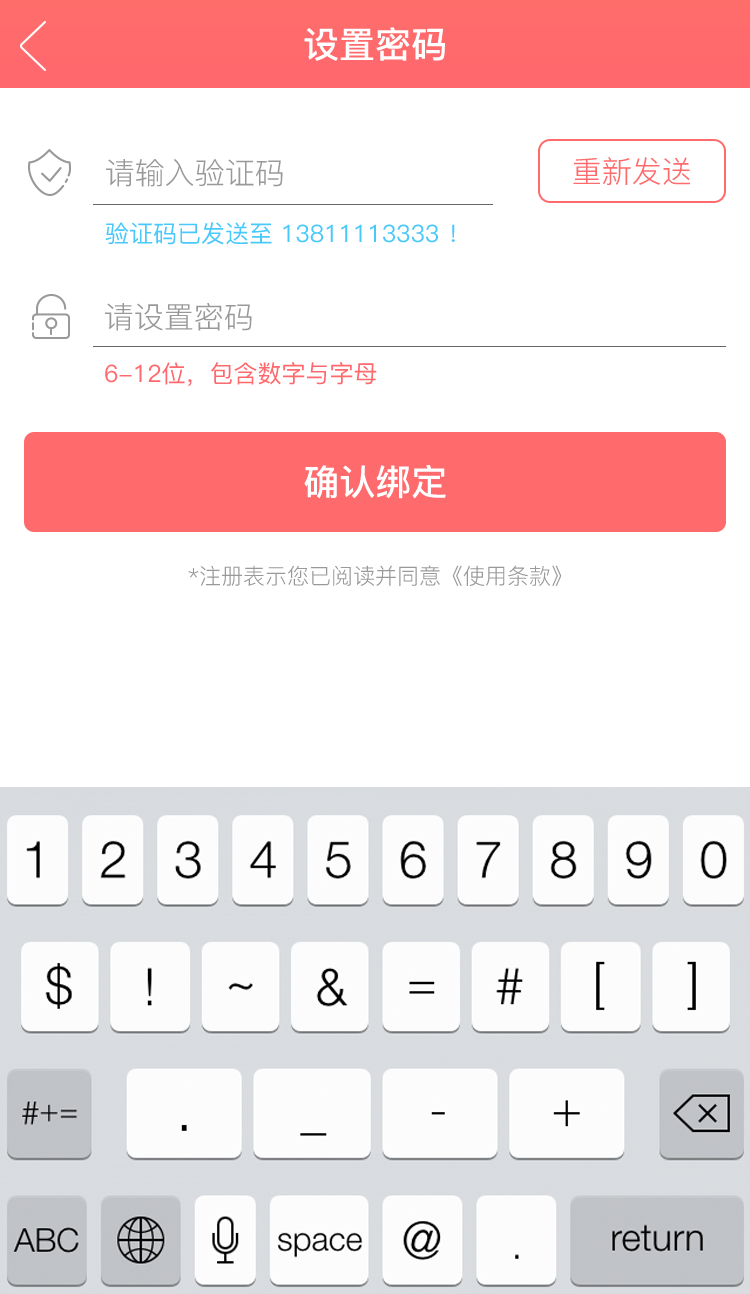 设置密码
请输入验证码
重新发送
验证码已发送至 13811113333 !
请设置密码
6-12位，包含数字与字母
确认绑定
*注册表示您已阅读并同意《使用条款》
1 2 3 4 5 6 7 8 9 0
$ ! ~ & = # [ ]
#+= . _ - +
ABC space @ . return